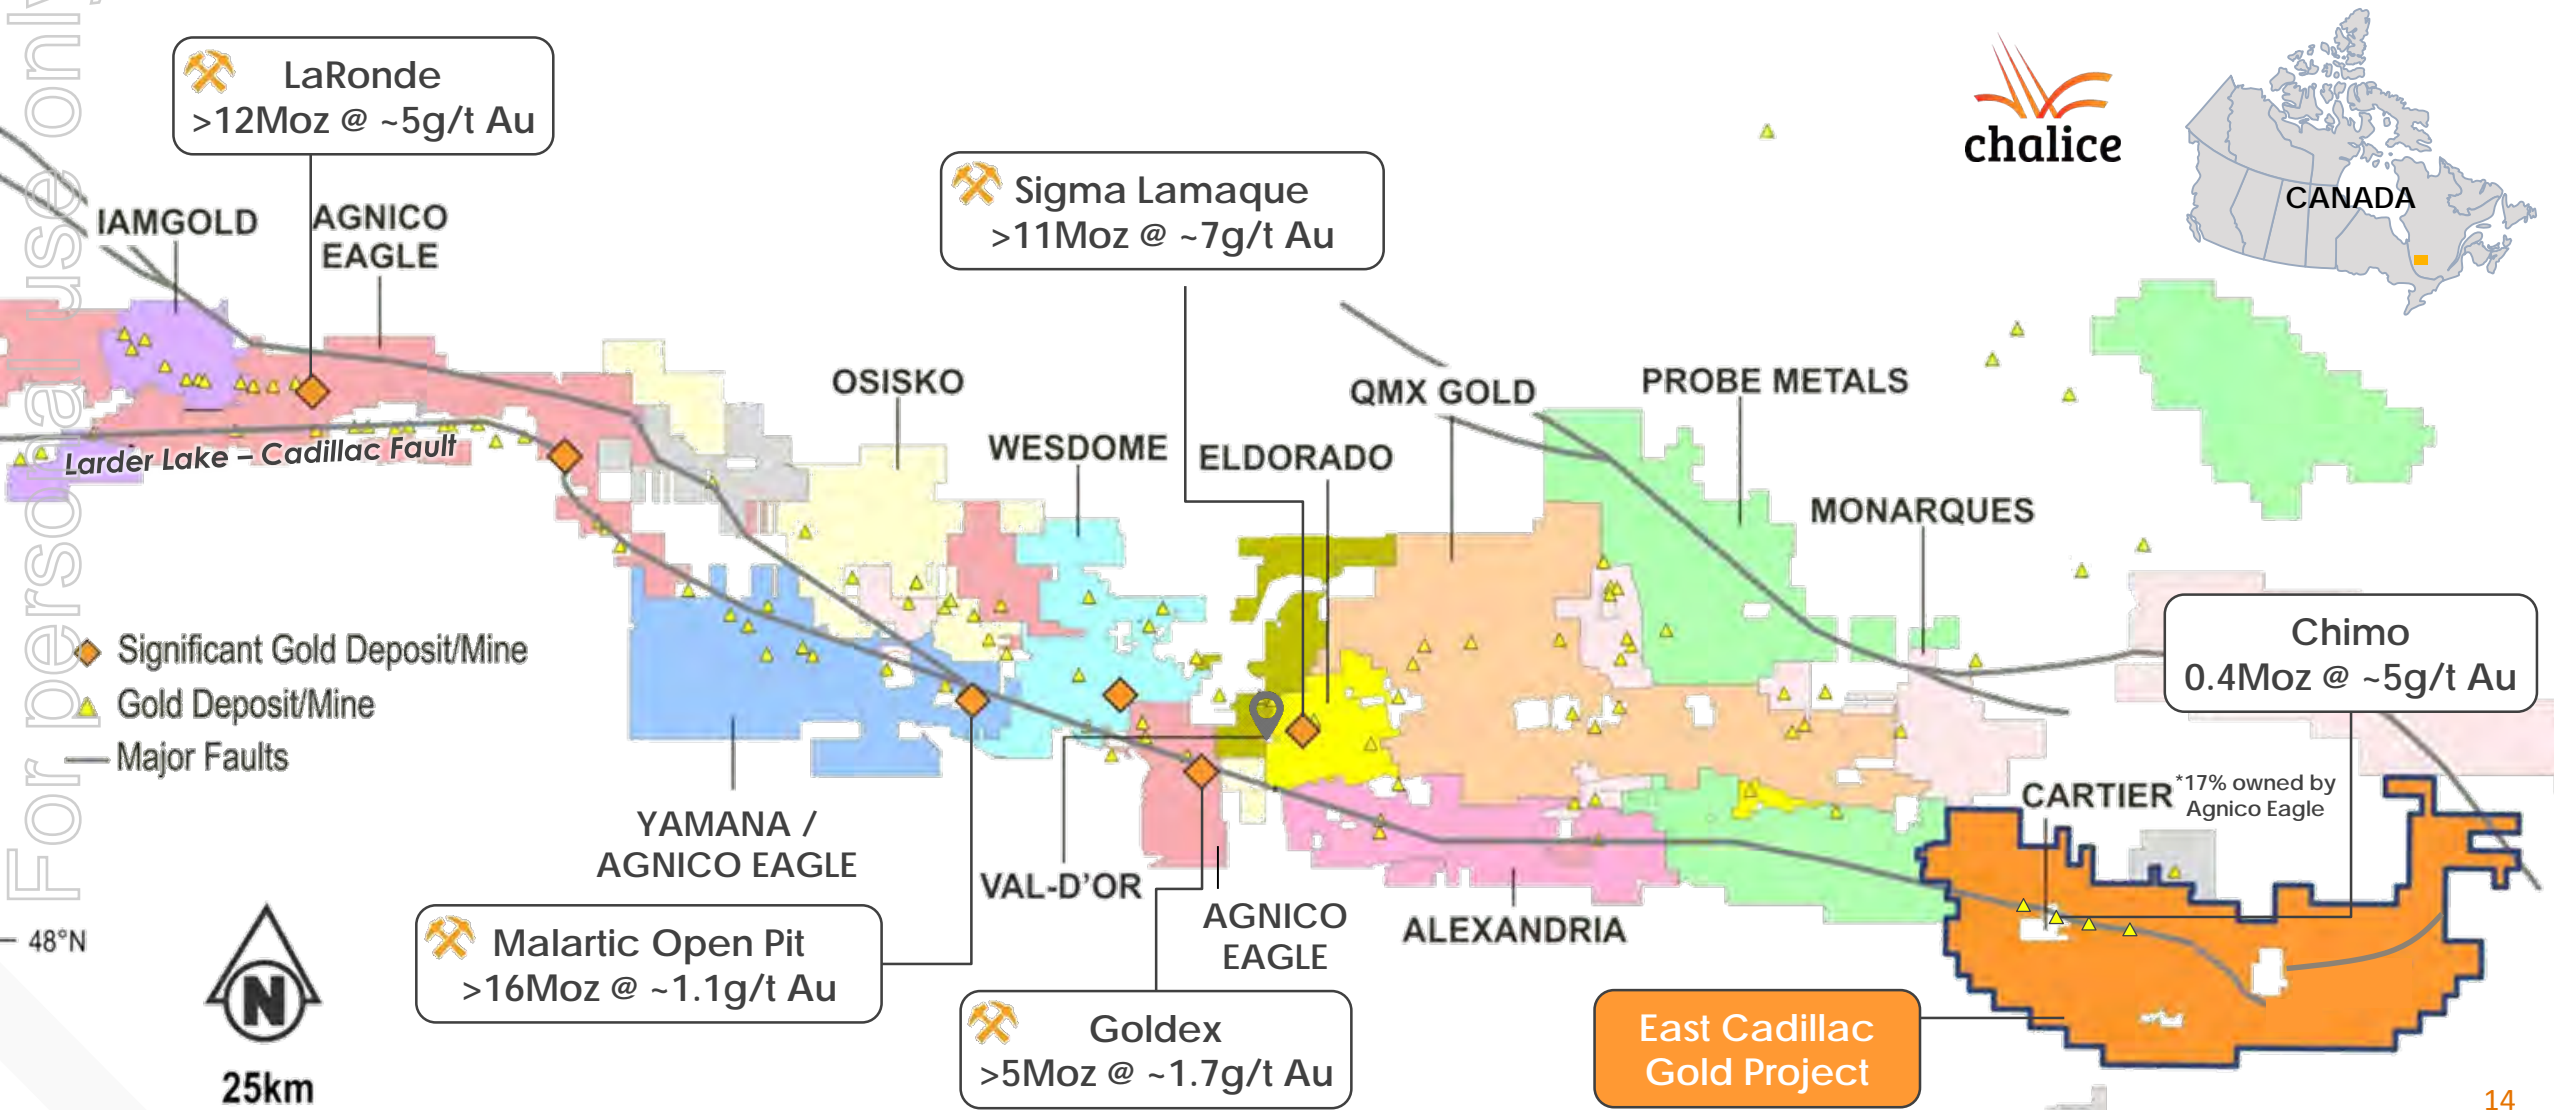 For personal use only
LaRonde
>12Moz @ ~5g/t Au
chalice
CANADA
Sigma Lamaque
>11Moz @ ~7g/t Au
IAMGOLD
AGNICO
EAGLE
OSISKO
WESDOME
ELDORADO
QMX GOLD
PROBE METALS
MONARQUES
Larder Lake – Cadillac Fault
Chimo
0.4Moz @ ~5g/t Au
Significant Gold Deposit/Mine
Gold Deposit/Mine
Major Faults
CARTIER
*17% owned by
Agnico Eagle
YAMANA /
AGNICO EAGLE
VAL-D'OR
AGNICO
EAGLE
ALEXANDRIA
48°N
N
25km
Malartic Open Pit
>16Moz @ ~1.1g/t Au
Goldex
>5Moz @ ~1.7g/t Au
East Cadillac
Gold Project
14